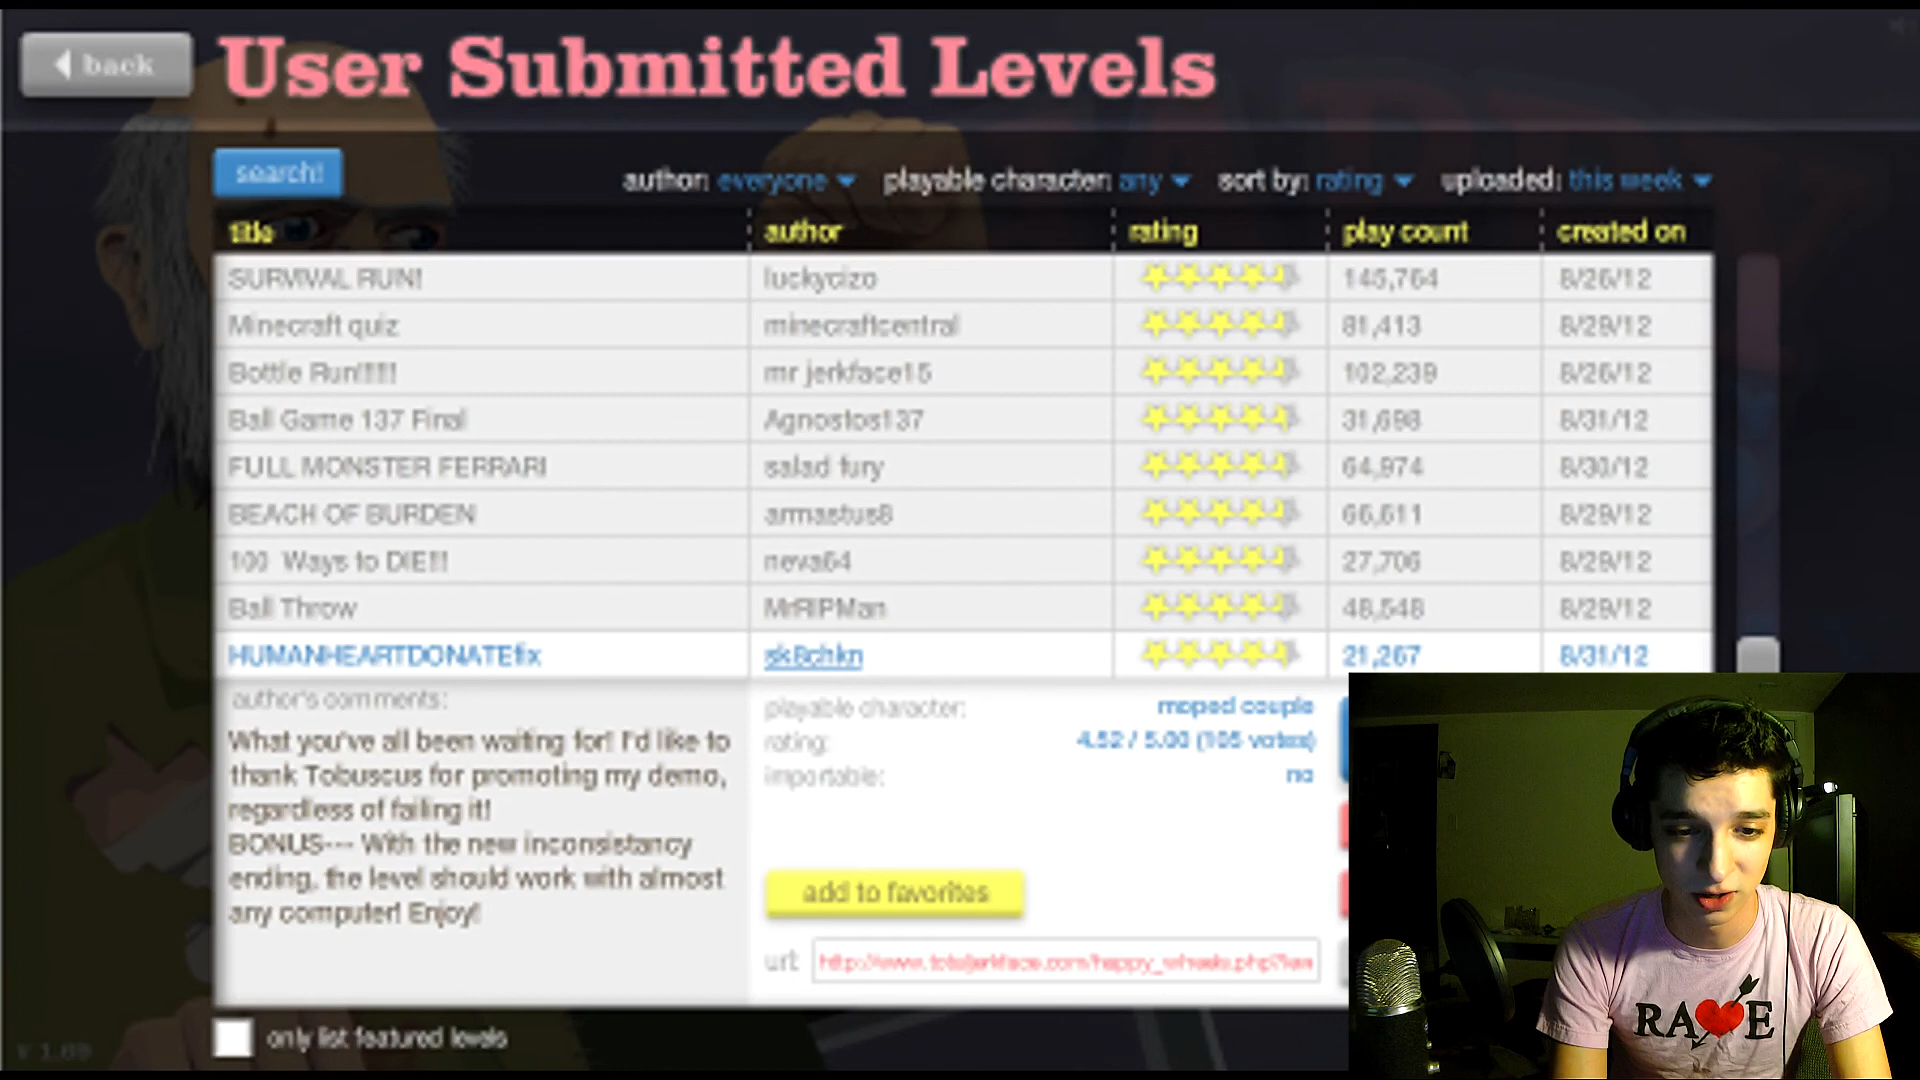 back
User Submitted Levels
search!
author: everyone playable character: any sort by: rating uploaded: this week
title author rating play count created on
SURVIVAL RUN! luckycizo 145,764 8/26/12
Minecraft quiz minecraftcentral 81,413 8/29/12
Bottle Run!!!!!! mr jerkface15 102,239 8/26/12
Ball Game 137 Final Agnostos137 31,698 8/31/12
FULL MONSTER FERRARI salad fury 64,974 8/30/12
BEACH OF BURDEN armastus8 66,611 8/29/12
100 Ways to DIE!!! neva64 27,706 8/29/12
Ball Throw MrRIPMan 48,548 8/29/12
HUMANHEARTDONATEfix sk8chkn 21,267 8/31/12
author's comments:
What you've all been waiting for! I'd like to
thank Tobuscus for promoting my demo,
regardless of failing it!
BONUS--- With the new inconsistancy
ending, the level should work with almost
any computer! Enjoy!
playable character: moped couple
rating: 4.52 / 5.00 (105 votes)
importable: no
add to favorites
url: http://www.totaljerkface.com/happy_wheels.php?lev
only list featured levels
RAVE